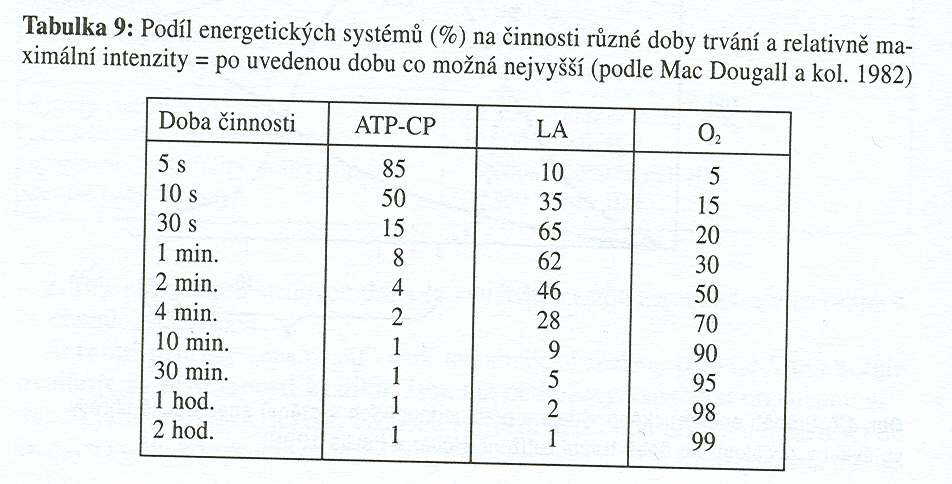 Tabulka 9: Podíl energetických systémů (%) na činnosti různé doby trvání a relativně ma-
ximální intenzity = po uvedenou dobu co možná nejvyšší (podle Mac Dougall a kol. 1982)
Doba činnosti ATP-CP LA O₂
5 s 85 10 5
10 s 50 35 15
30 s 15 65 20
1 min. 8 62 30
2 min. 4 46 50
4 min. 2 28 70
10 min. 1 9 90
30 min. 1 5 95
1 hod. 1 2 98
2 hod. 1 1 99